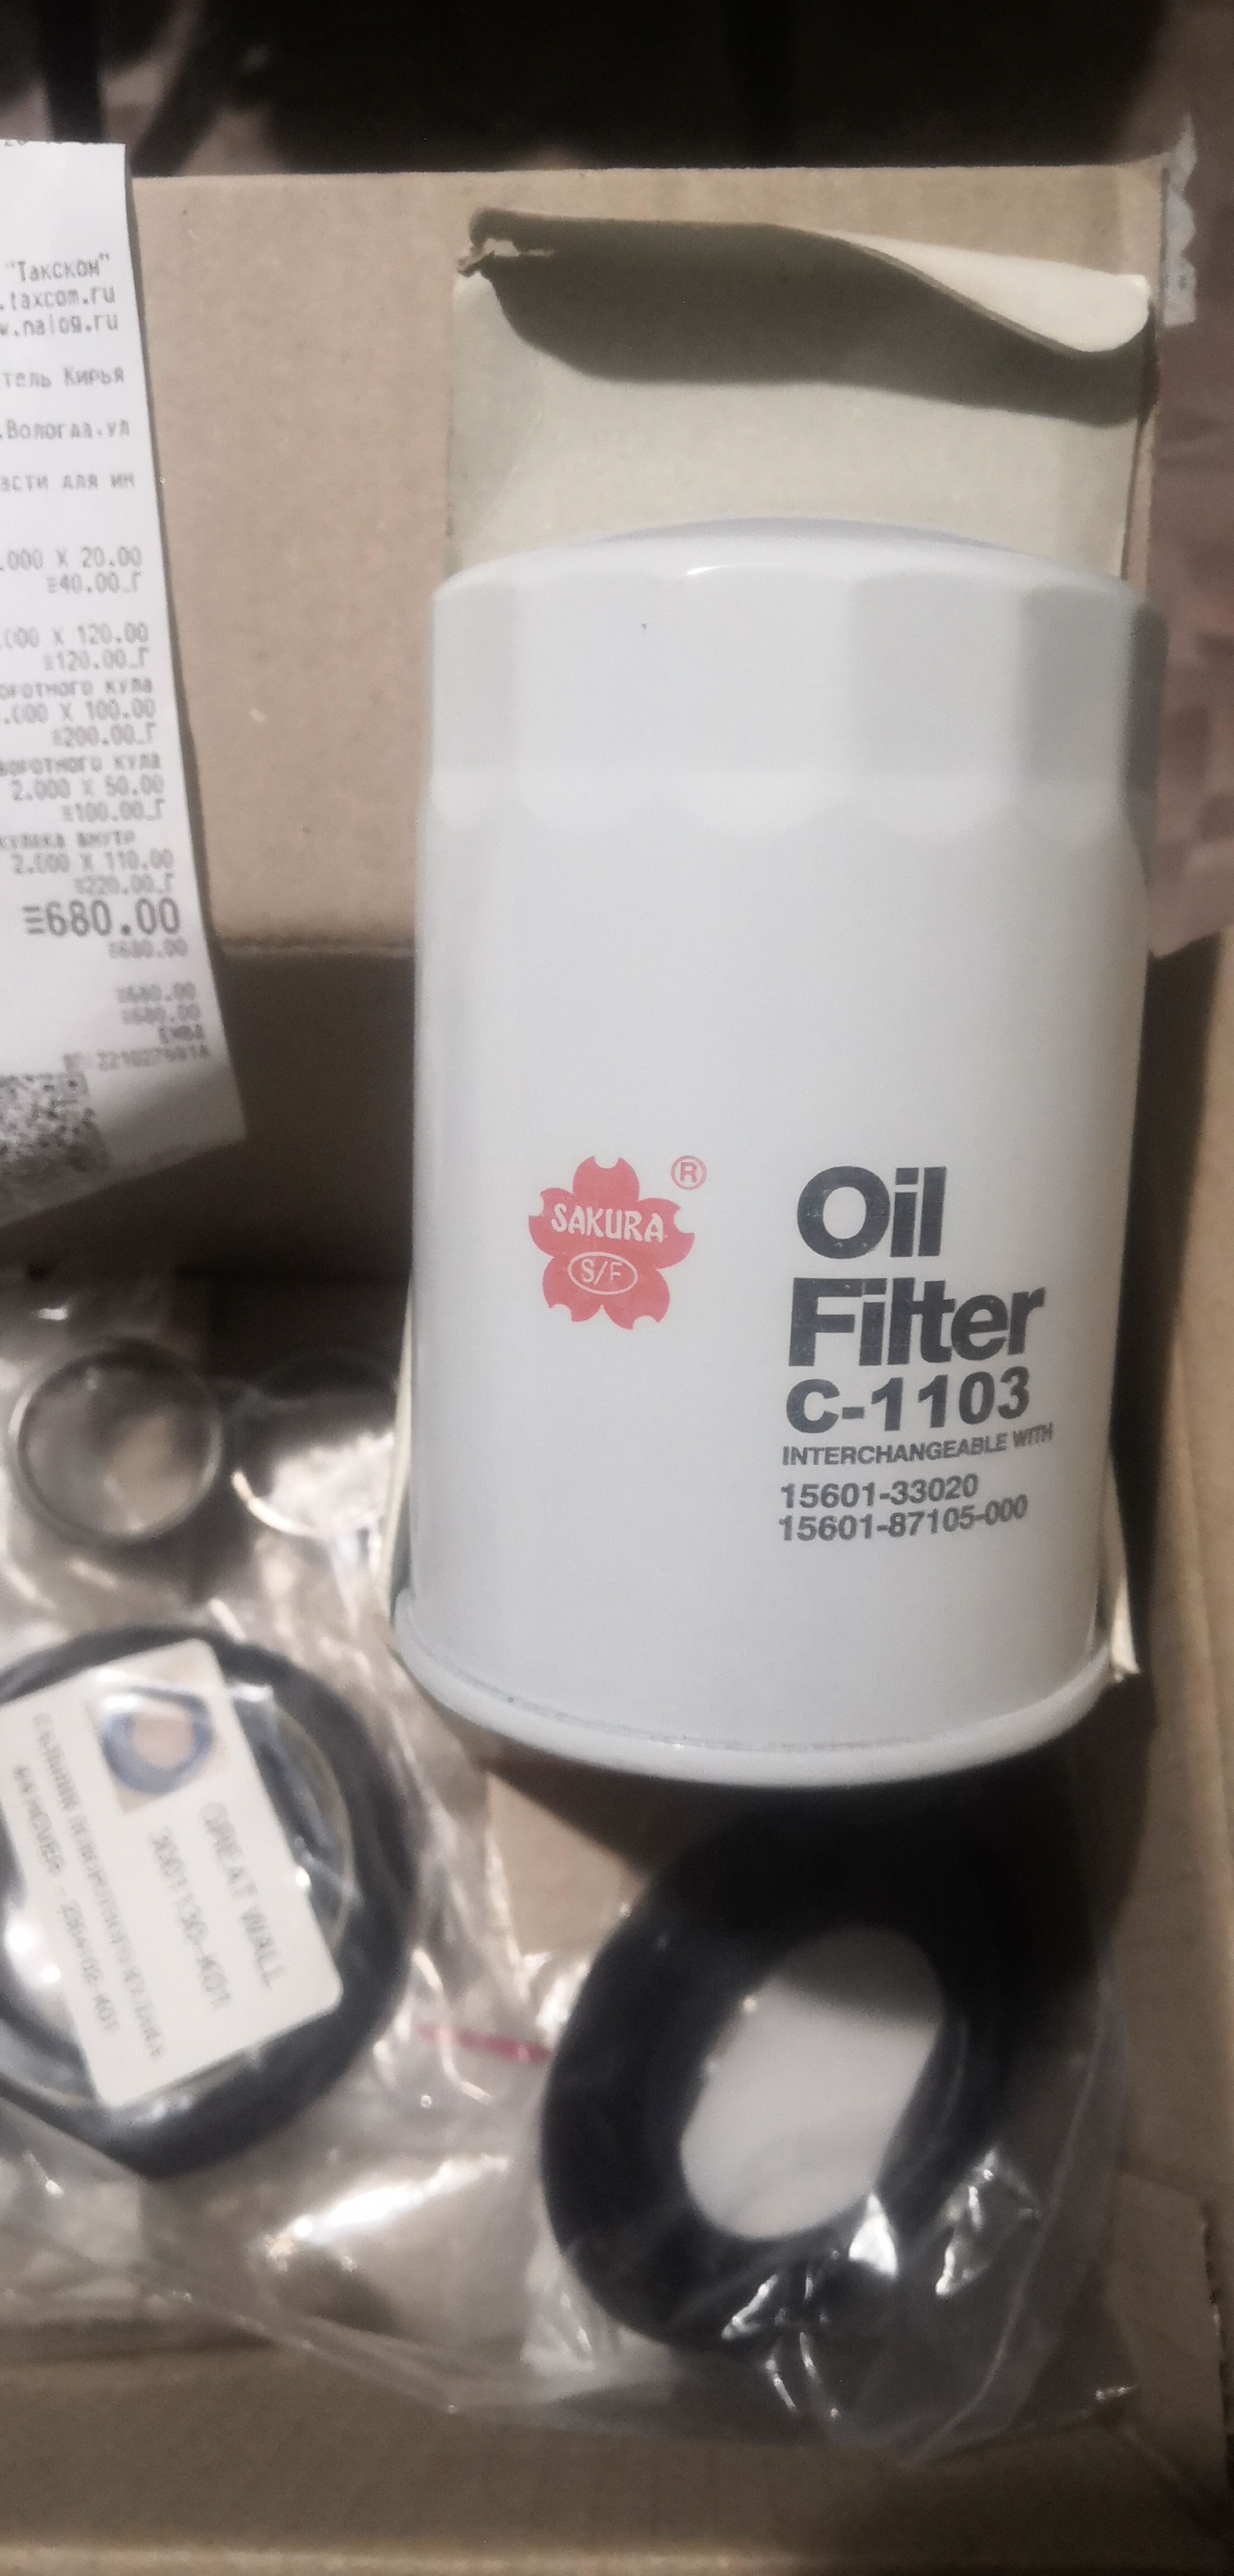 "Такском"
.taxcom.ru
w.nalog.ru
тель Кирья
.Вологда,ул
асти для ин
.000 X 20.00
≡40.00_Г
.000 X 120.00
≡120.00_Г
оротного кула
.000 X 100.00
≡200.00_Г
воротного кула
2.000 X 50.00
≡100.00_Г
кулака внутр
2.000 X 110.00
≡220.00_Г
≡680.00
≡680.00
≡680.00
≡680.00
SAKURA
®
S/F
Oil
Filter
C-1103
INTERCHANGEABLE WITH
15601-33020
15601-87105-000
GREAT WALL